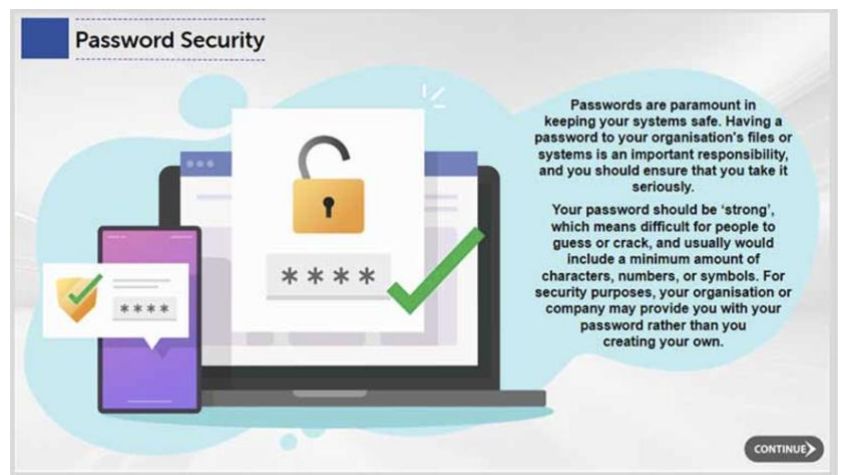 Password Security
Passwords are paramount in
keeping your systems safe. Having a
password to your organisation's files or
systems is an important responsibility,
and you should ensure that you take it
seriously.
Your password should be ‘strong’,
which means difficult for people to
guess or crack, and usually would
include a minimum amount of
characters, numbers, or symbols. For
security purposes, your organisation or
company may provide you with your
password rather than you
creating your own.
* * * *
* * * *
CONTINUE